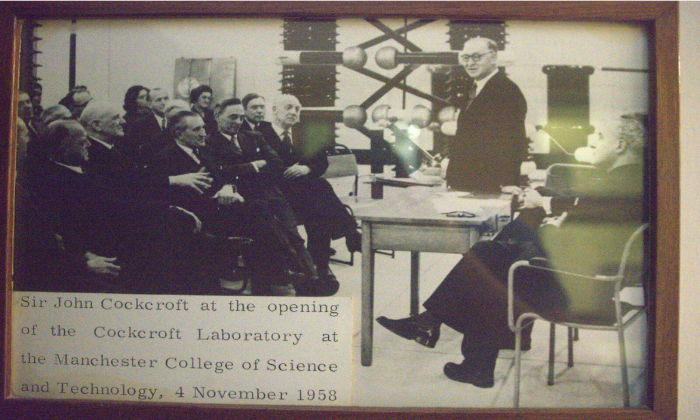 Sir John Cockcroft at the opening
of the Cockcroft Laboratory at
the Manchester College of Science
and Technology, 4 November 1958